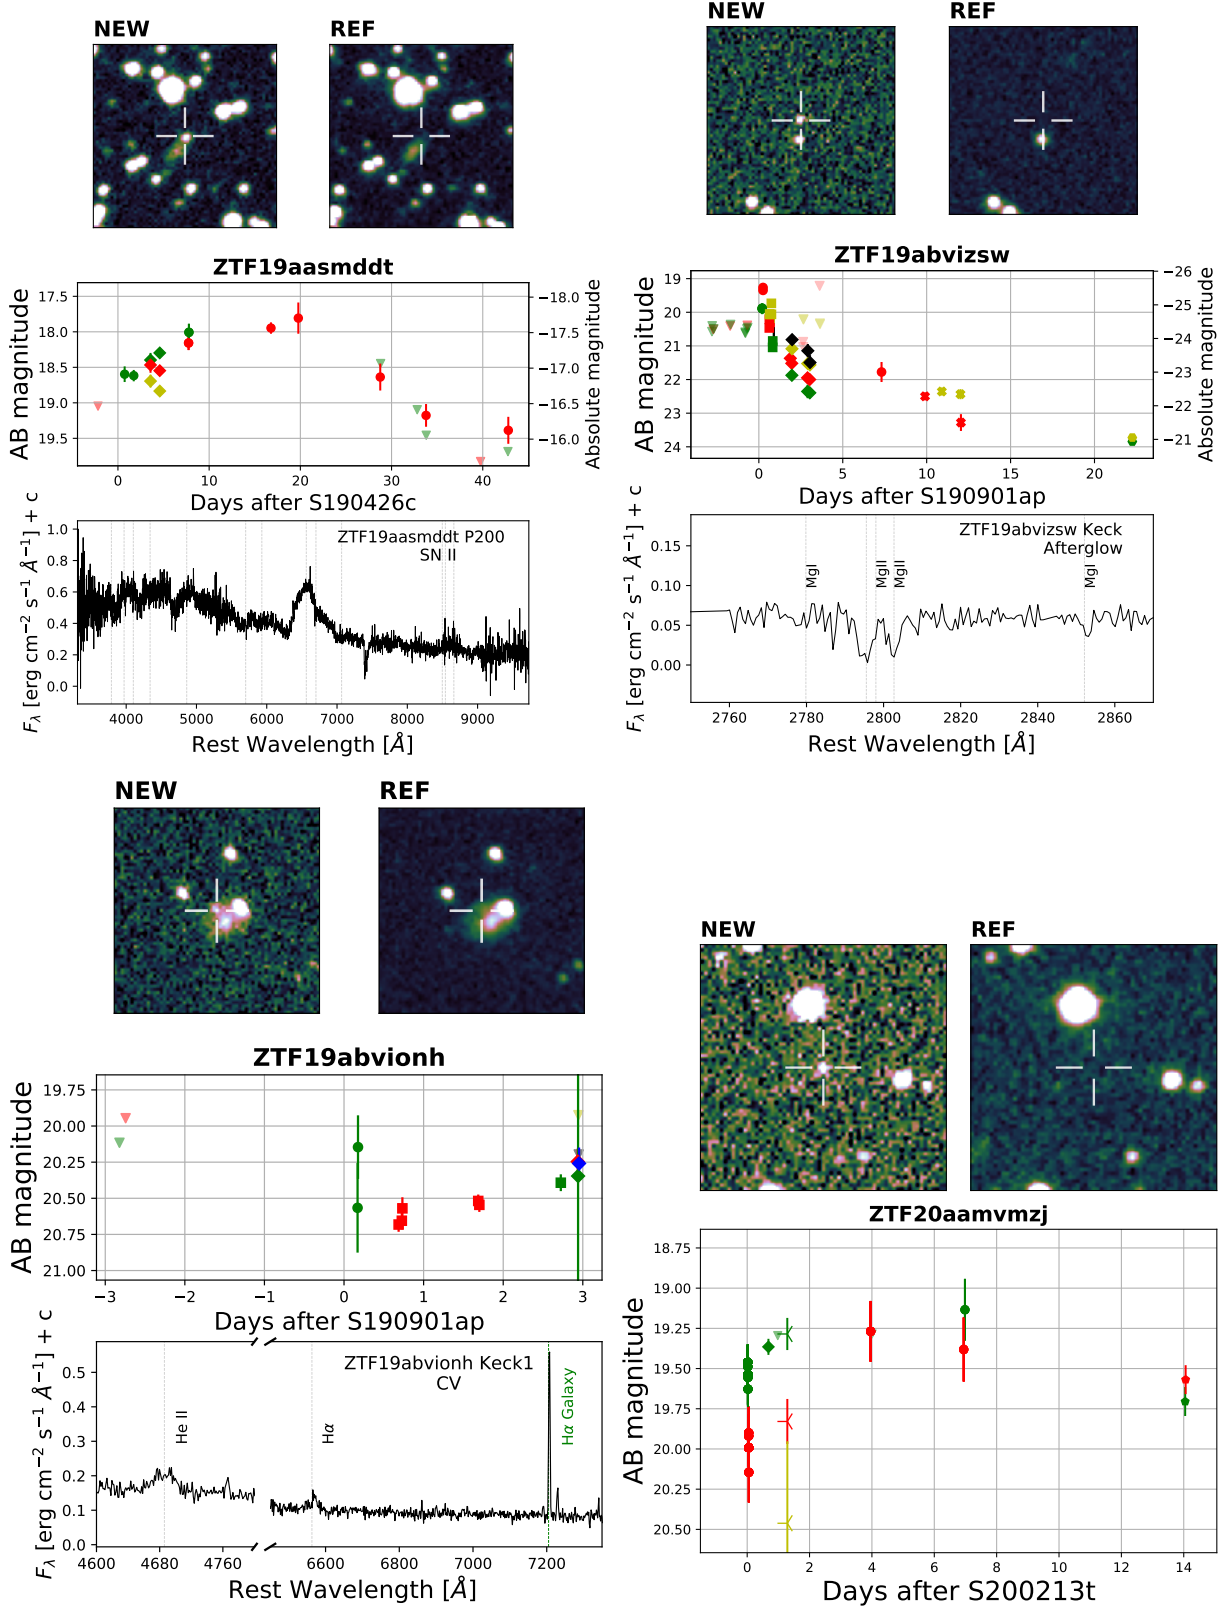 NEW
REF
ZTF19aasmddt
17.5
18.0
18.5
19.0
19.5
AB magnitude
−18.0
−17.5
−17.0
−16.5
−16.0
Absolute magnitude
0
10
20
30
40
Days after S190426c
1.0
0.8
0.6
0.4
0.2
0.0
Fλ [erg cm−2 s−1 Å−1] + c
ZTF19aasmddt P200
SN II
4000
5000
6000
7000
8000
9000
Rest Wavelength [Å]
NEW
REF
ZTF19abvizsw
19
20
21
22
23
24
AB magnitude
−26
−25
−24
−23
−22
−21
Absolute magnitude
0
5
10
15
20
Days after S190901ap
0.15
0.10
0.05
0.00
Fλ [erg cm−2 s−1 Å−1] + c
ZTF19abvizsw Keck
Afterglow
MgI
MgII
MgII
MgI
2760
2780
2800
2820
2840
2860
Rest Wavelength [Å]
NEW
REF
ZTF19abvionh
19.75
20.00
20.25
20.50
20.75
21.00
AB magnitude
−3
−2
−1
0
1
2
3
Days after S190901ap
0.5
0.4
0.3
0.2
0.1
0.0
Fλ [erg cm−2 s−1 Å−1] + c
ZTF19abvionh Keck1
CV
He II
Hα
Hα Galaxy
4600
4680
4760
6600
6800
7000
7200
Rest Wavelength [Å]
NEW
REF
ZTF20aamvmzj
18.75
19.00
19.25
19.50
19.75
20.00
20.25
20.50
AB magnitude
0
2
4
6
8
10
12
14
Days after S200213t